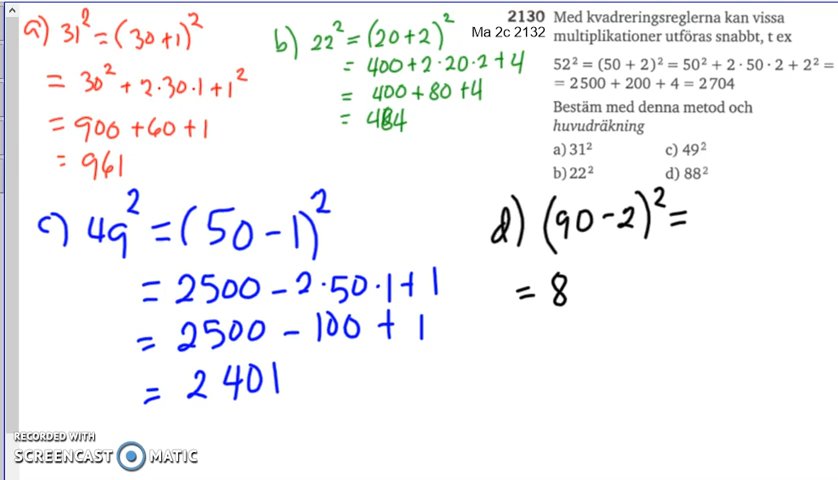 a) 31² = (30+1)²
= 30² + 2·30·1 + 1²
= 900 + 60 + 1
= 961
b) 22² = (20+2)²
= 400 + 2·20·2 + 4
= 400 + 80 + 4
= 484
2130 Med kvadreringsreglerna kan vissa
Ma 2c 2132
multiplikationer utföras snabbt, t ex
52² = (50 + 2)² = 50² + 2 · 50 · 2 + 2² =
= 2500 + 200 + 4 = 2704
Bestäm med denna metod och
huvudräkning
a) 31² c) 49²
b) 22² d) 88²
c) 49² = (50 - 1)²
= 2500 - 2·50·1 + 1
= 2500 - 100 + 1
= 2401
d) (90 - 2)² =
= 8
RECORDED WITH
SCREENCAST MATIC